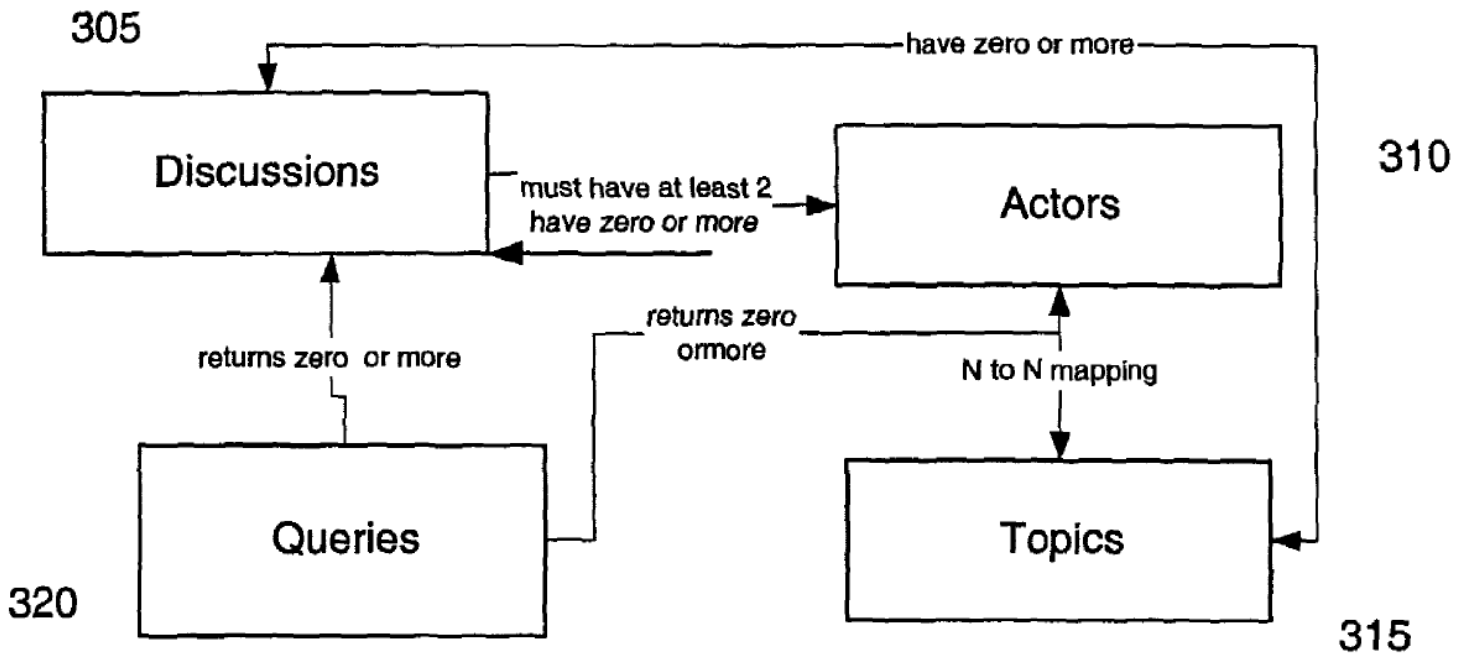 305
have zero or more
Discussions
310
must have at least 2
have zero or more
Actors
returns zero
ormore
returns zero or more
N to N mapping
Queries
Topics
320
315